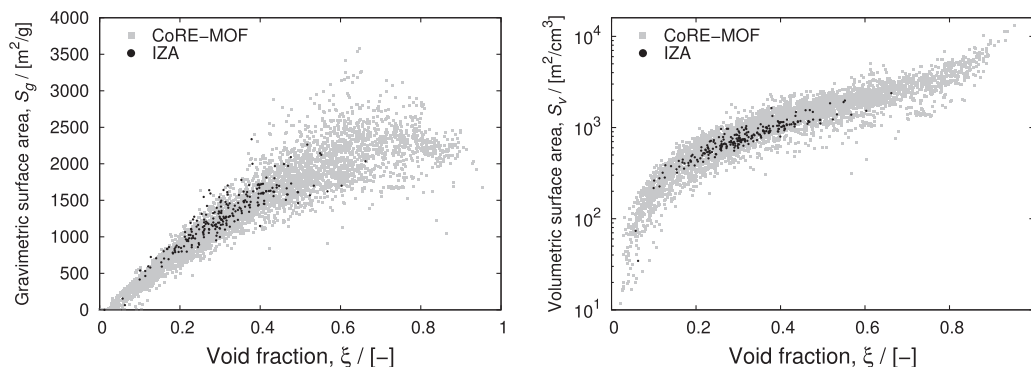 4000
3500
3000
2500
2000
1500
1000
500
0
Gravimetric surface area, S_g / [m²/g]
CoRE−MOF
IZA
0 0.2 0.4 0.6 0.8 1
Void fraction, ξ / [−]
10⁴
10³
10²
10¹
Volumetric surface area, S_v / [m²/cm³]
CoRE−MOF
IZA
0 0.2 0.4 0.6 0.8
Void fraction, ξ / [−]